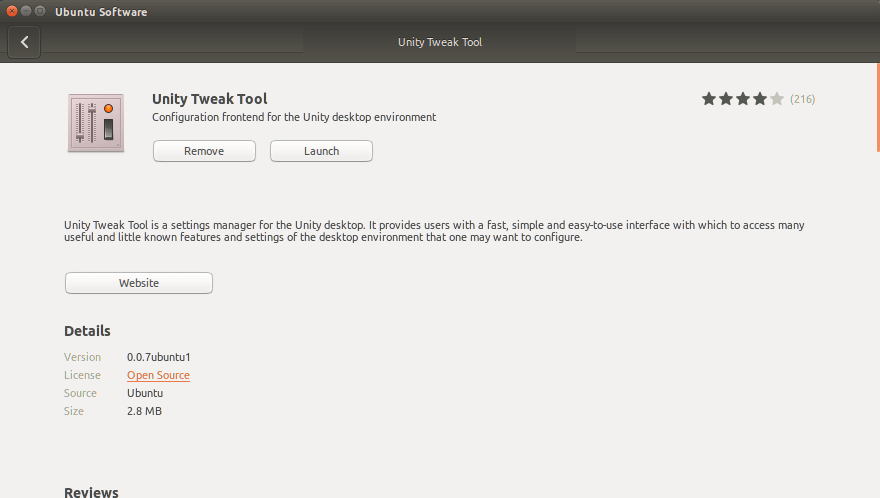 Ubuntu Software
Unity Tweak Tool
Unity Tweak Tool
(216)
Configuration frontend for the Unity desktop environment
Remove
Launch
Unity Tweak Tool is a settings manager for the Unity desktop. It provides users with a fast, simple and easy-to-use interface with which to access many
useful and little known features and settings of the desktop environment that one may want to configure.
Website
Details
Version 0.0.7ubuntu1
License Open Source
Source Ubuntu
Size 2.8 MB
Reviews